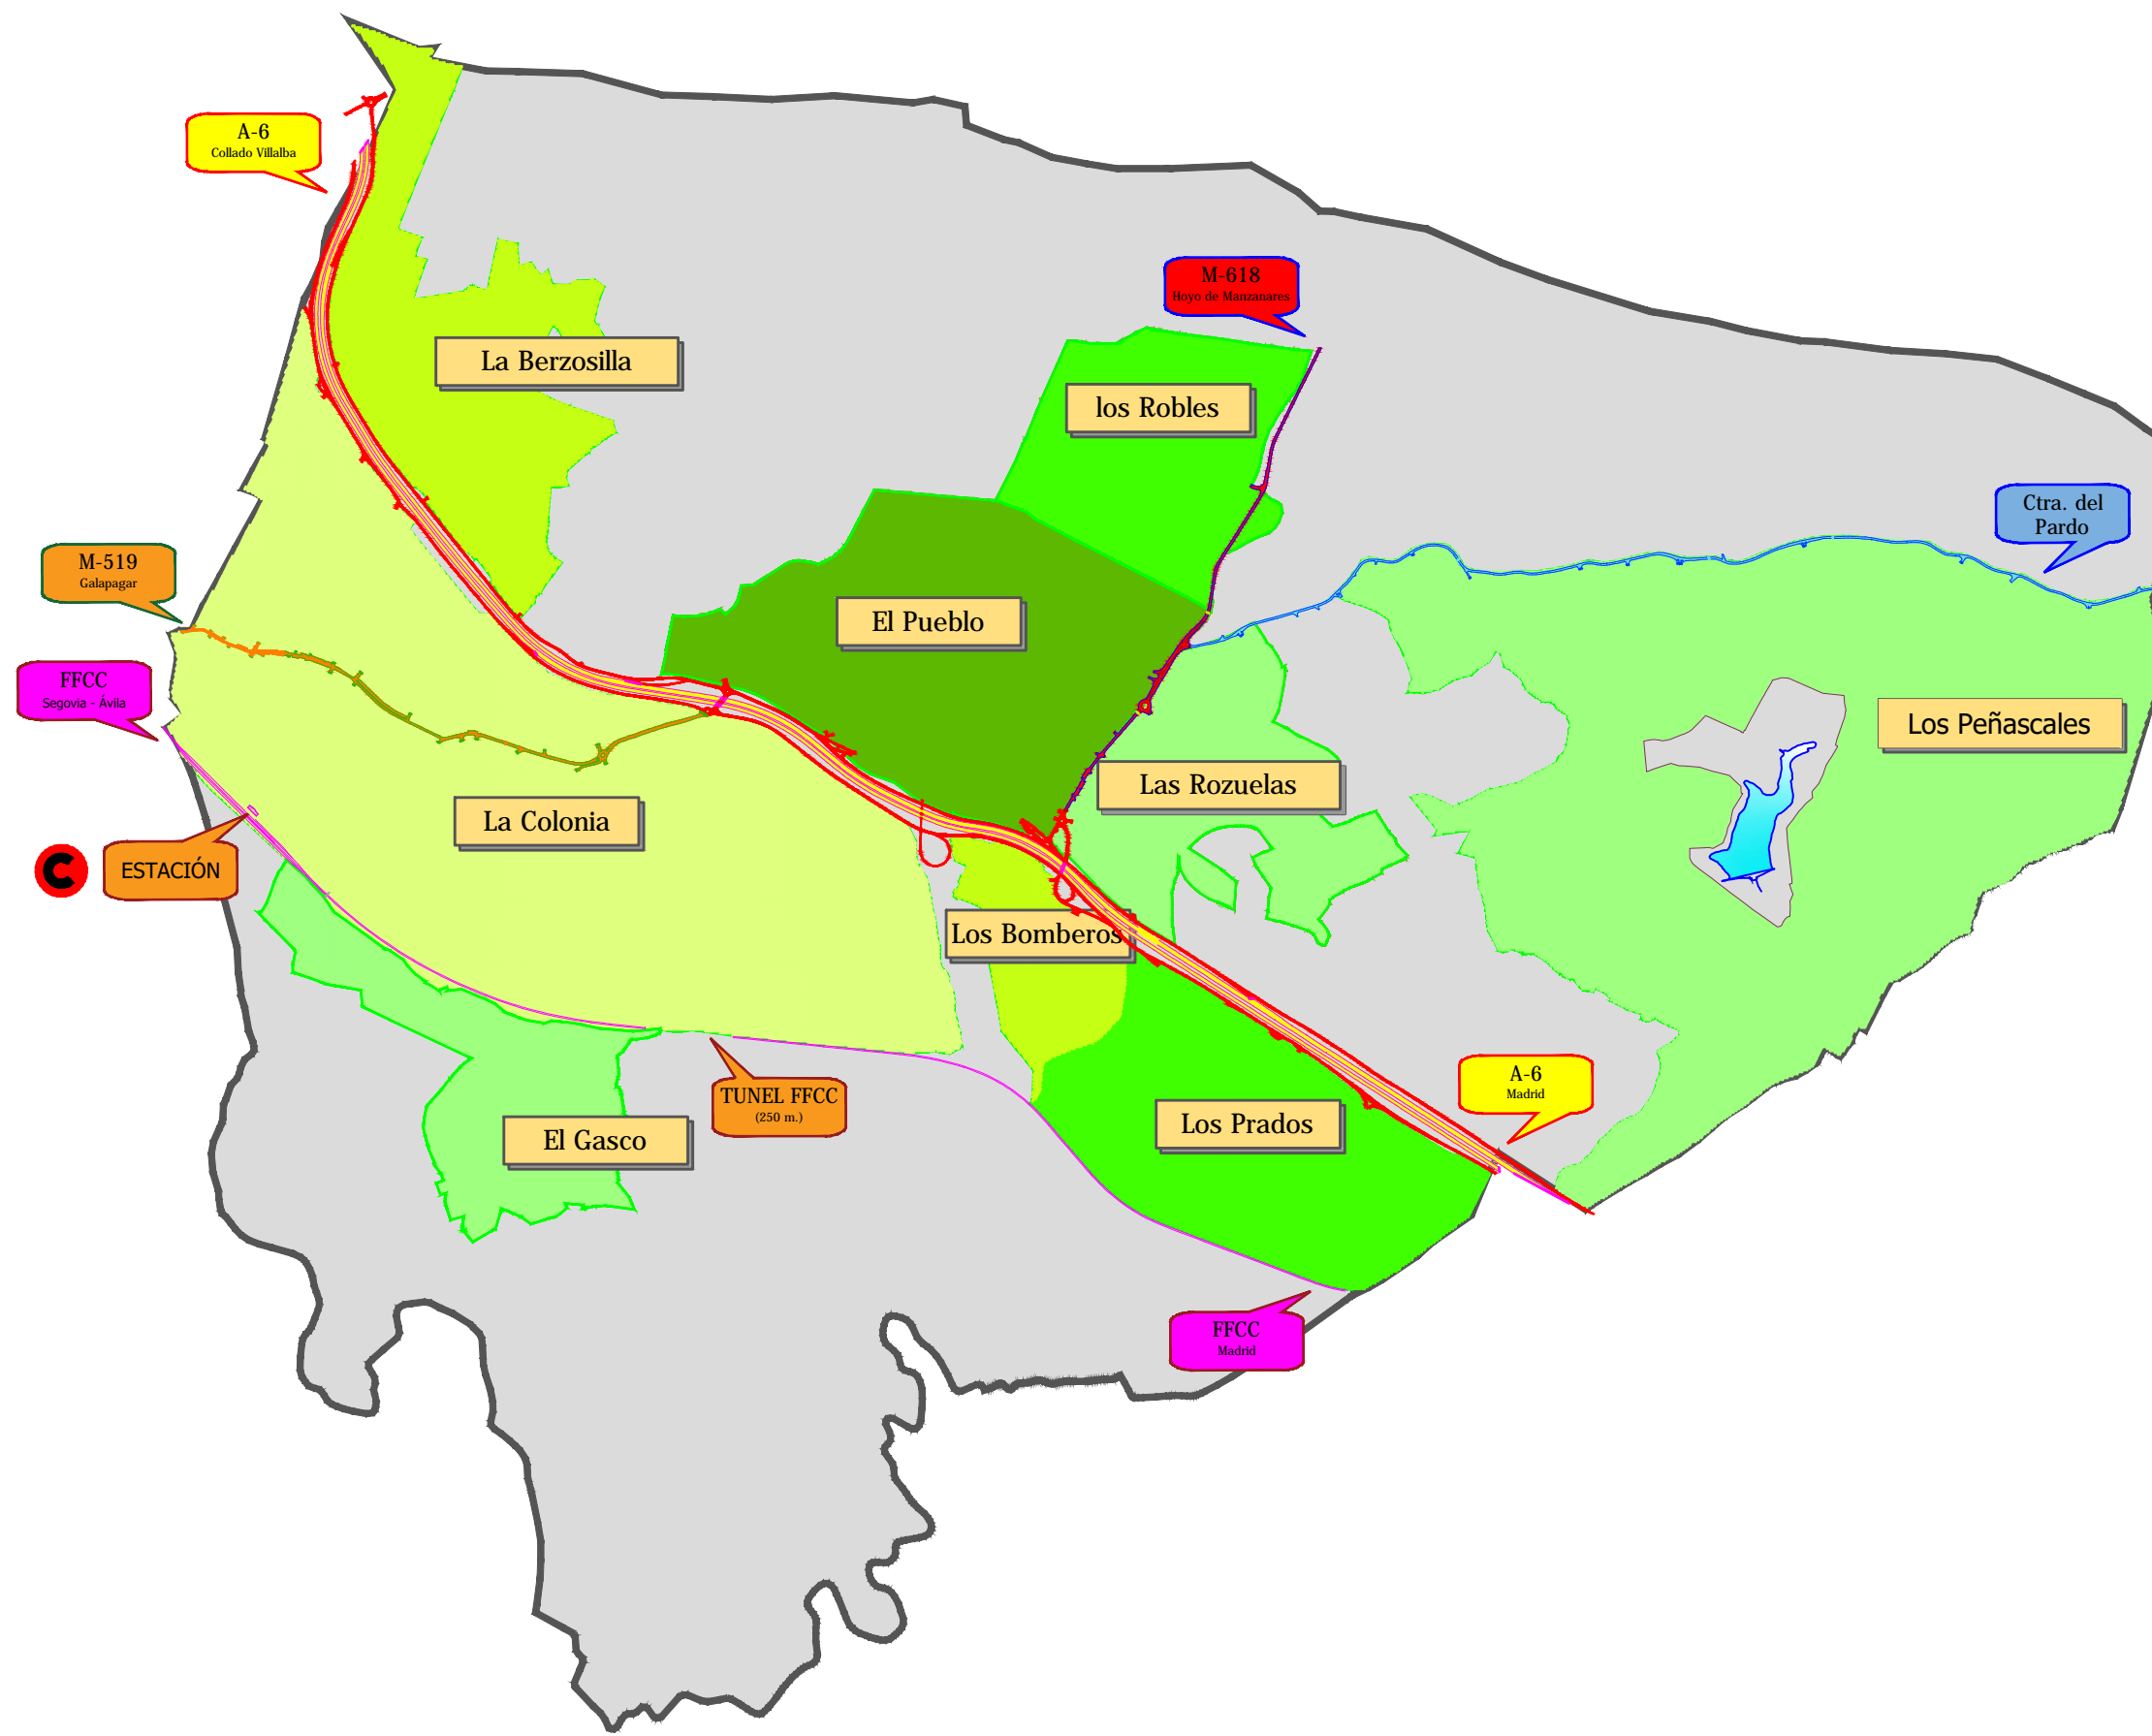 A-6
Collado Villalba
M-618
Hoyo de Manzanares
La Berzosilla
los Robles
Ctra. del
Pardo
M-519
Galapagar
El Pueblo
FFCC
Segovia - Ávila
Los Peñascales
Las Rozuelas
La Colonia
C
ESTACIÓN
Los Bomberos
A-6
Madrid
TUNEL FFCC
(250 m.)
Los Prados
El Gasco
FFCC
Madrid